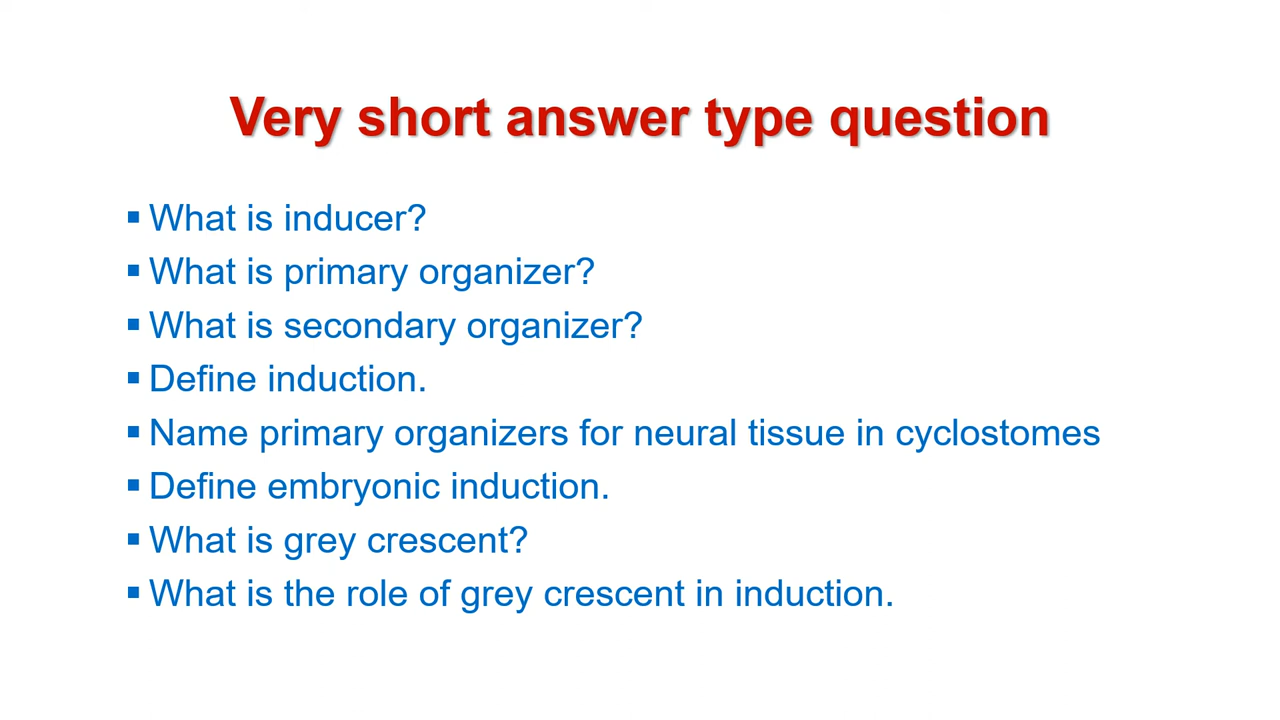 Very short answer type question
▪ What is inducer?
▪ What is primary organizer?
▪ What is secondary organizer?
▪ Define induction.
▪ Name primary organizers for neural tissue in cyclostomes
▪ Define embryonic induction.
▪ What is grey crescent?
▪ What is the role of grey crescent in induction.